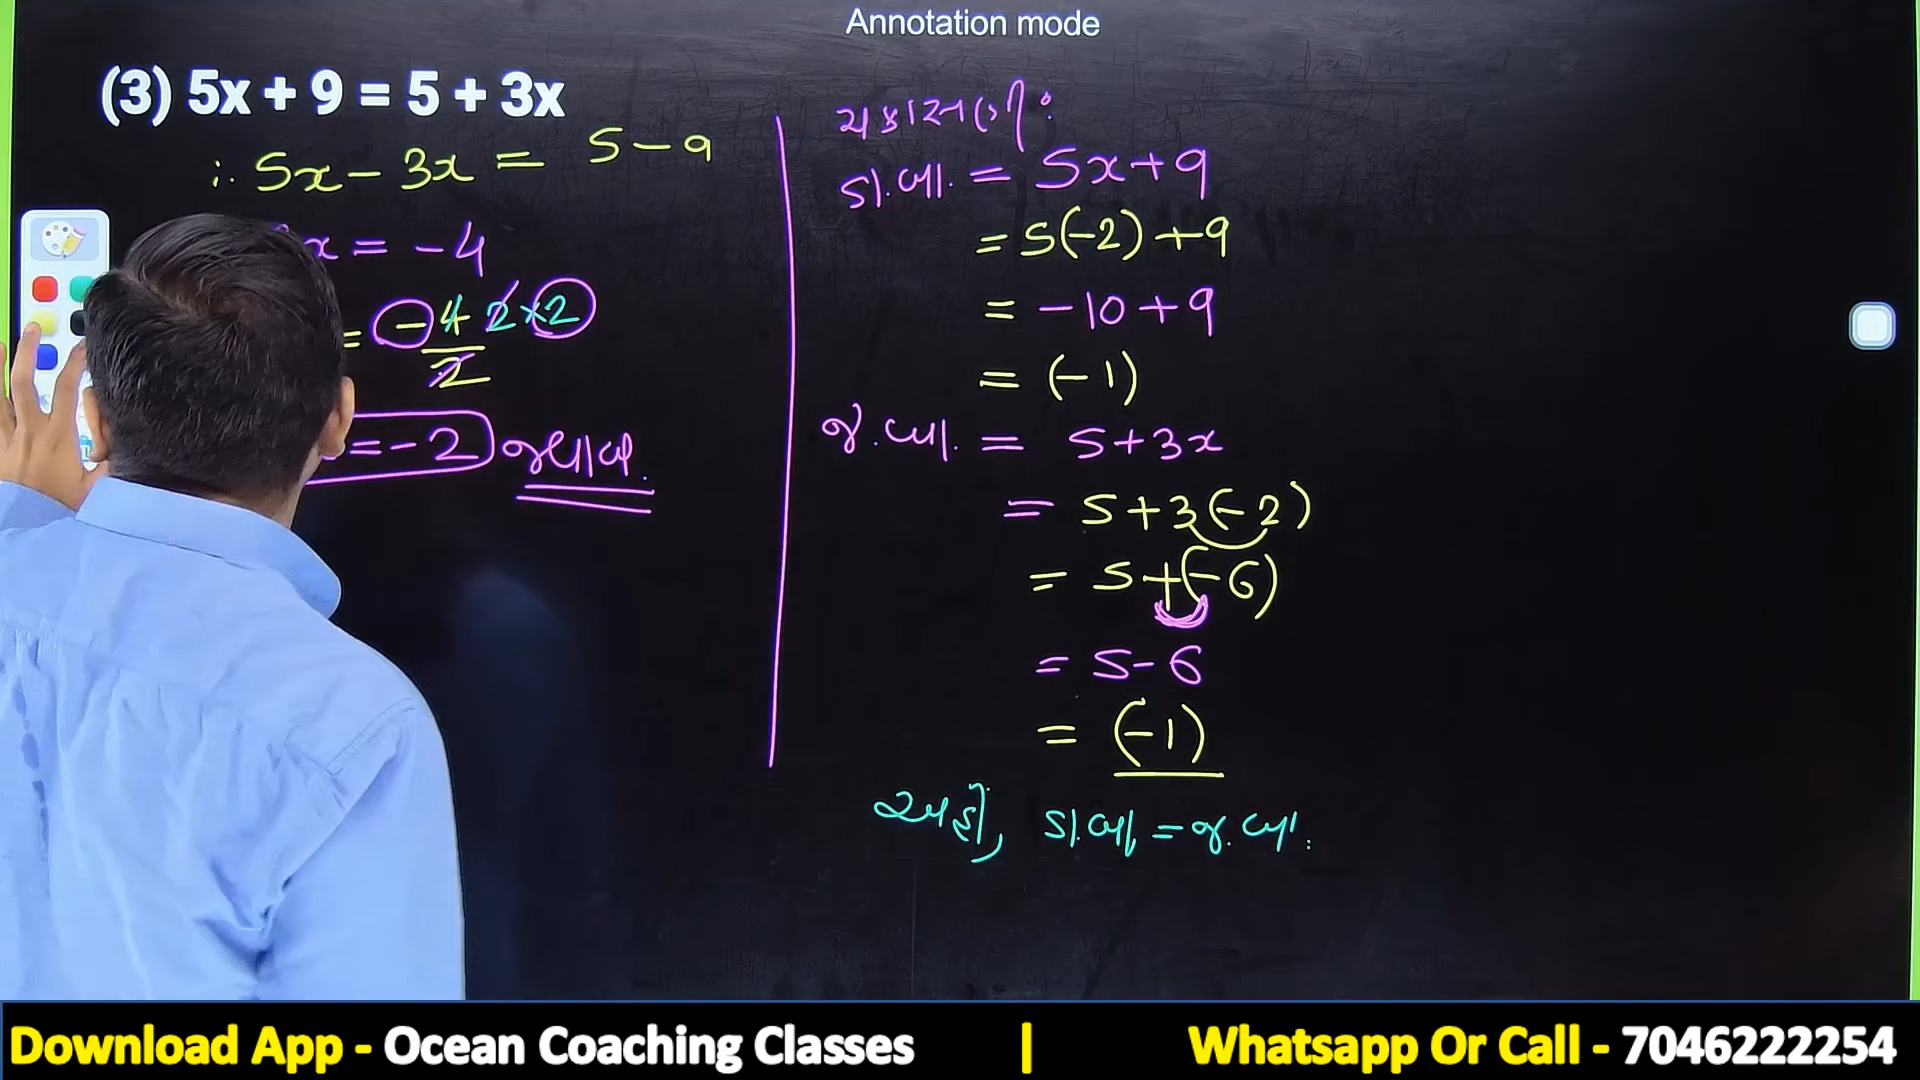 Annotation mode
(3) 5x + 9 = 5 + 3x
∴ 5x - 3x = 5 - 9
x = -4
= -4 2×2
2
= -2 જવાબ.
ચકાસણી:
ડા.બા. = 5x+9
= 5(-2)+9
= -10+9
= (-1)
જ.બા. = 5+3x
= 5+3(-2)
= 5+(-6)
= 5-6
= (-1)
અહીં, ડા.બા. = જ.બા.
Download App - Ocean Coaching Classes | Whatsapp Or Call - 7046222254